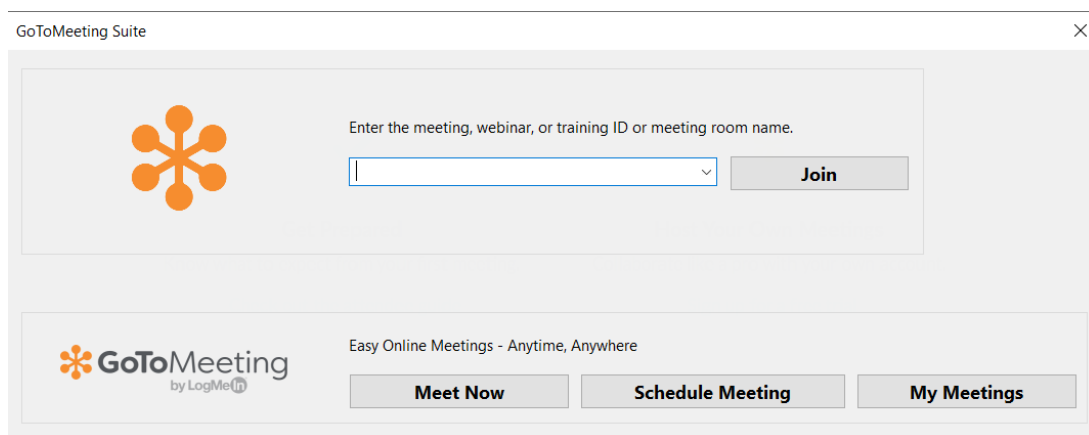 GoToMeeting Suite
Enter the meeting, webinar, or training ID or meeting room name.
Join
GoToMeeting
by LogMeIn
Easy Online Meetings - Anytime, Anywhere
Meet Now
Schedule Meeting
My Meetings